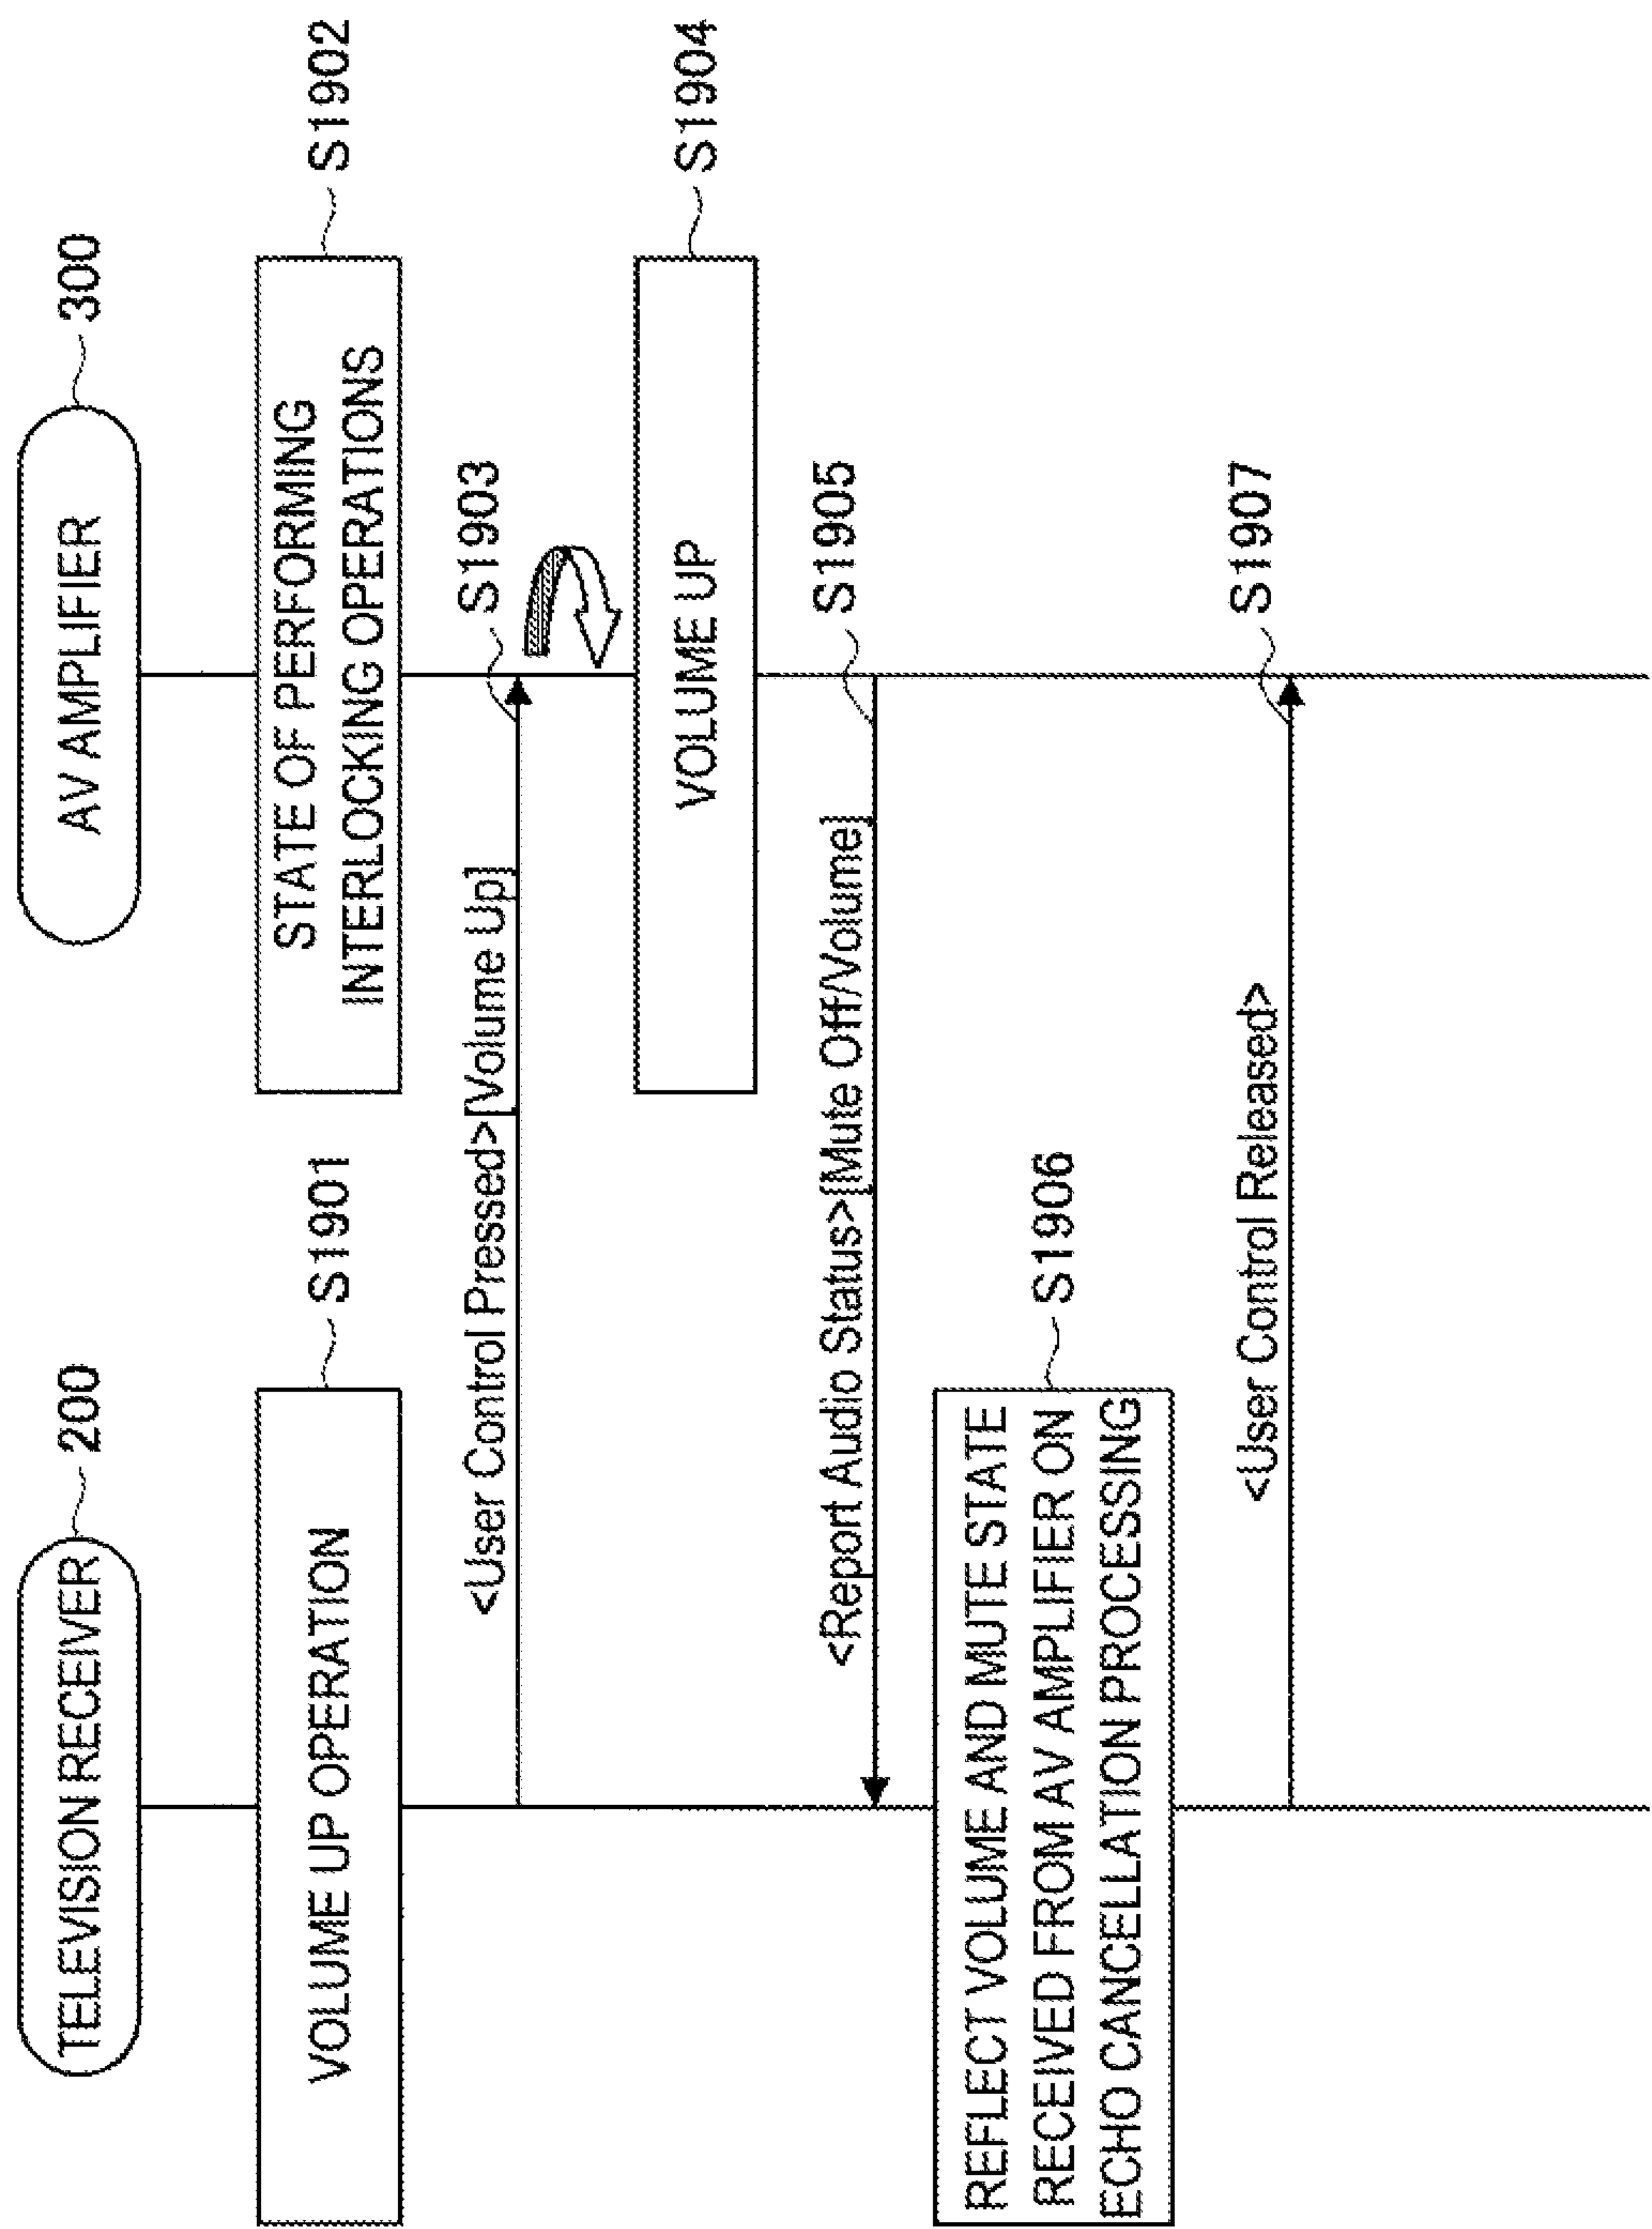 TELEVISION RECEIVER
200
AV AMPLIFIER
300
VOLUME UP OPERATION
S1901
STATE OF PERFORMING
INTERLOCKING OPERATIONS
S1902
<User Control Pressed>[Volume Up]
S1903
VOLUME UP
S1904
<Report Audio Status>[Mute Off/Volume]
S1905
REFLECT VOLUME AND MUTE STATE
RECEIVED FROM AV AMPLIFIER ON
ECHO CANCELLATION PROCESSING
S1906
<User Control Released>
S1907